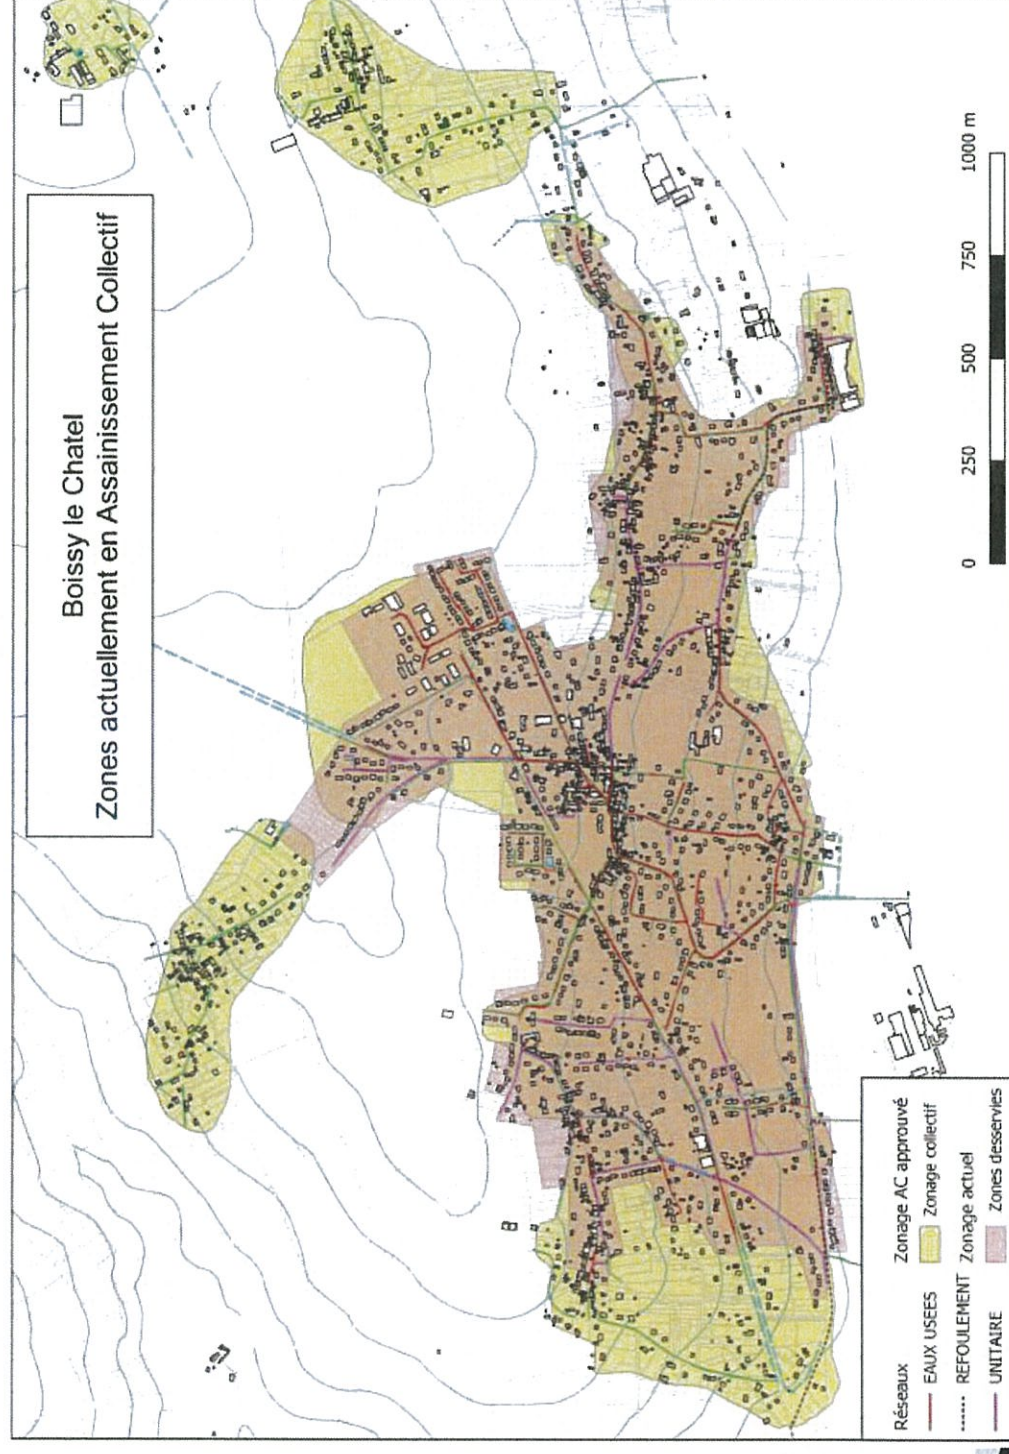 Boissy le Chatel
Zones actuellement en Assainissement Collectif
0 250 500 750 1000 m
Réseaux
EAUX USEES
REFOULEMENT
UNITAIRE
Zonage AC approuvé
Zonage collectif
Zonage actuel
Zones desservies